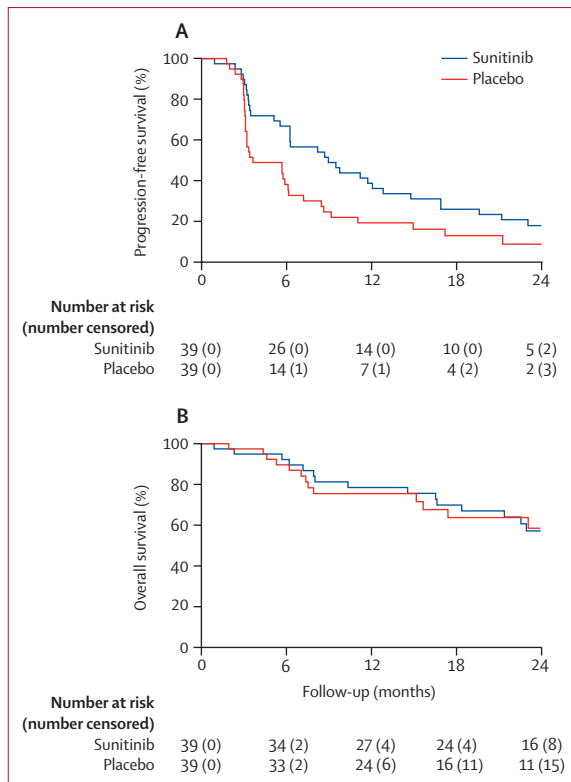 A
Sunitinib
Placebo
Progression-free survival (%)
100
80
60
40
20
0
0 6 12 18 24
Number at risk
(number censored)
Sunitinib 39 (0) 26 (0) 14 (0) 10 (0) 5 (2)
Placebo 39 (0) 14 (1) 7 (1) 4 (2) 2 (3)
B
Overall survival (%)
100
80
60
40
20
0
0 6 12 18 24
Follow-up (months)
Number at risk
(number censored)
Sunitinib 39 (0) 34 (2) 27 (4) 24 (4) 16 (8)
Placebo 39 (0) 33 (2) 24 (6) 16 (11) 11 (15)